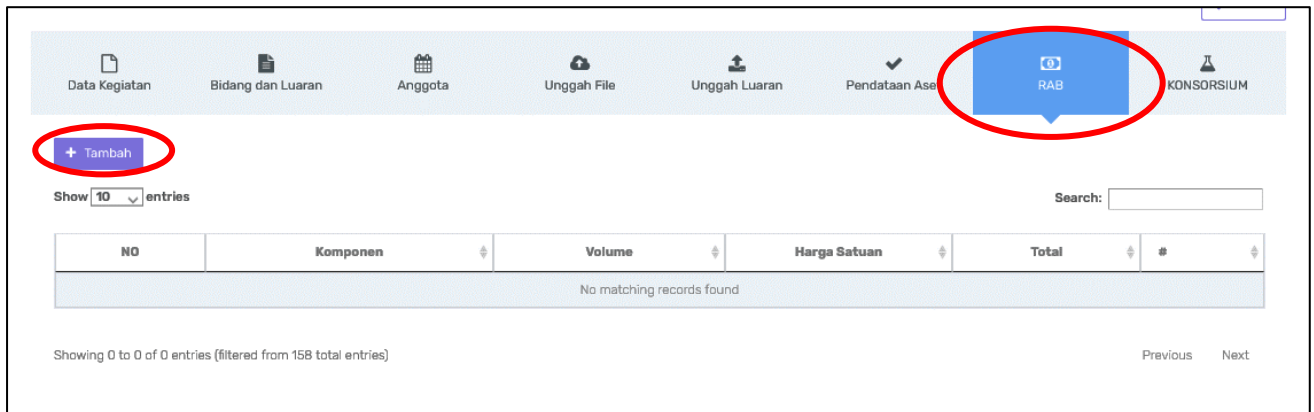 Data Kegiatan Bidang dan Luaran Anggota Unggah File Unggah Luaran Pendataan Aset RAB KONSORSIUM
+ Tambah
Show 10 entries Search:
NO Komponen Volume Harga Satuan Total #
No matching records found
Showing 0 to 0 of 0 entries (filtered from 158 total entries) Previous Next